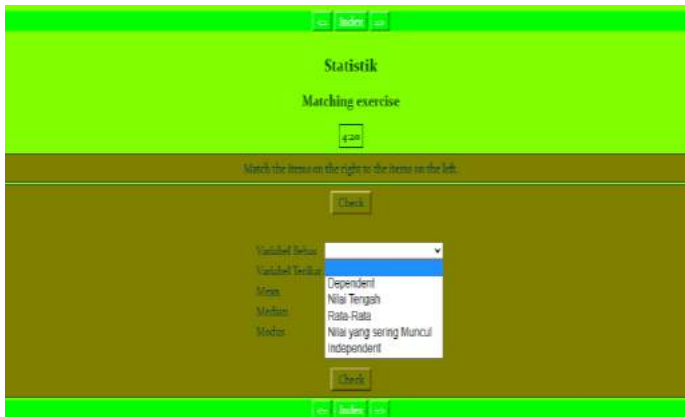 <= Index =>
Statistik
Matching exercise
4:20
Match the items on the right to the items on the left.
Check
Variabel Bebas
Variabel Terikat
Dependent
Mean
Nilai Tengah
Median
Rata-Rata
Modus
Nilai yang sering Muncul
Independent
Check
<= Index =>